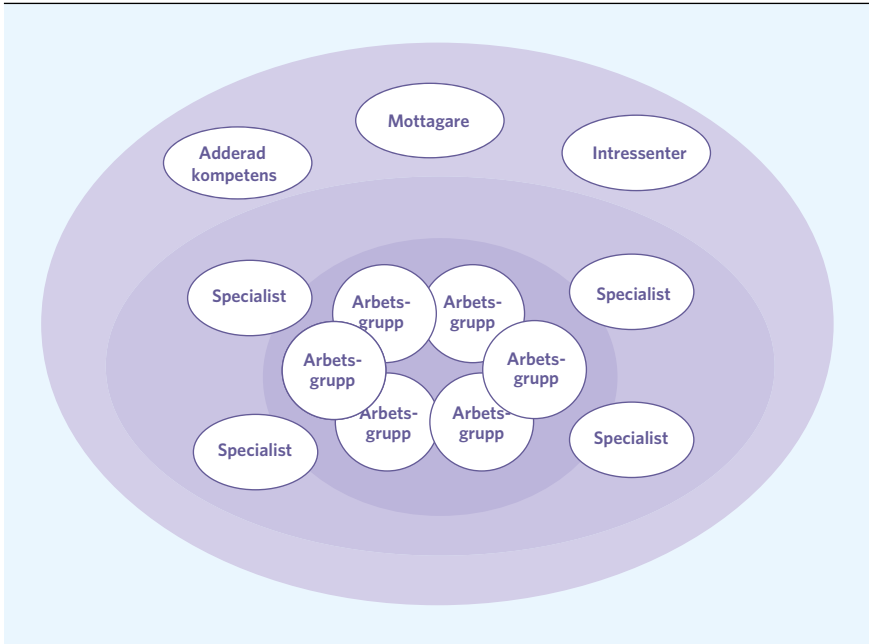 Mottagare
Adderad
kompetens
Intressenter
Specialist
Arbets-
grupp
Arbets-
grupp
Specialist
Arbets-
grupp
Arbets-
grupp
Arbets-
grupp
Arbets-
grupp
Specialist
Specialist